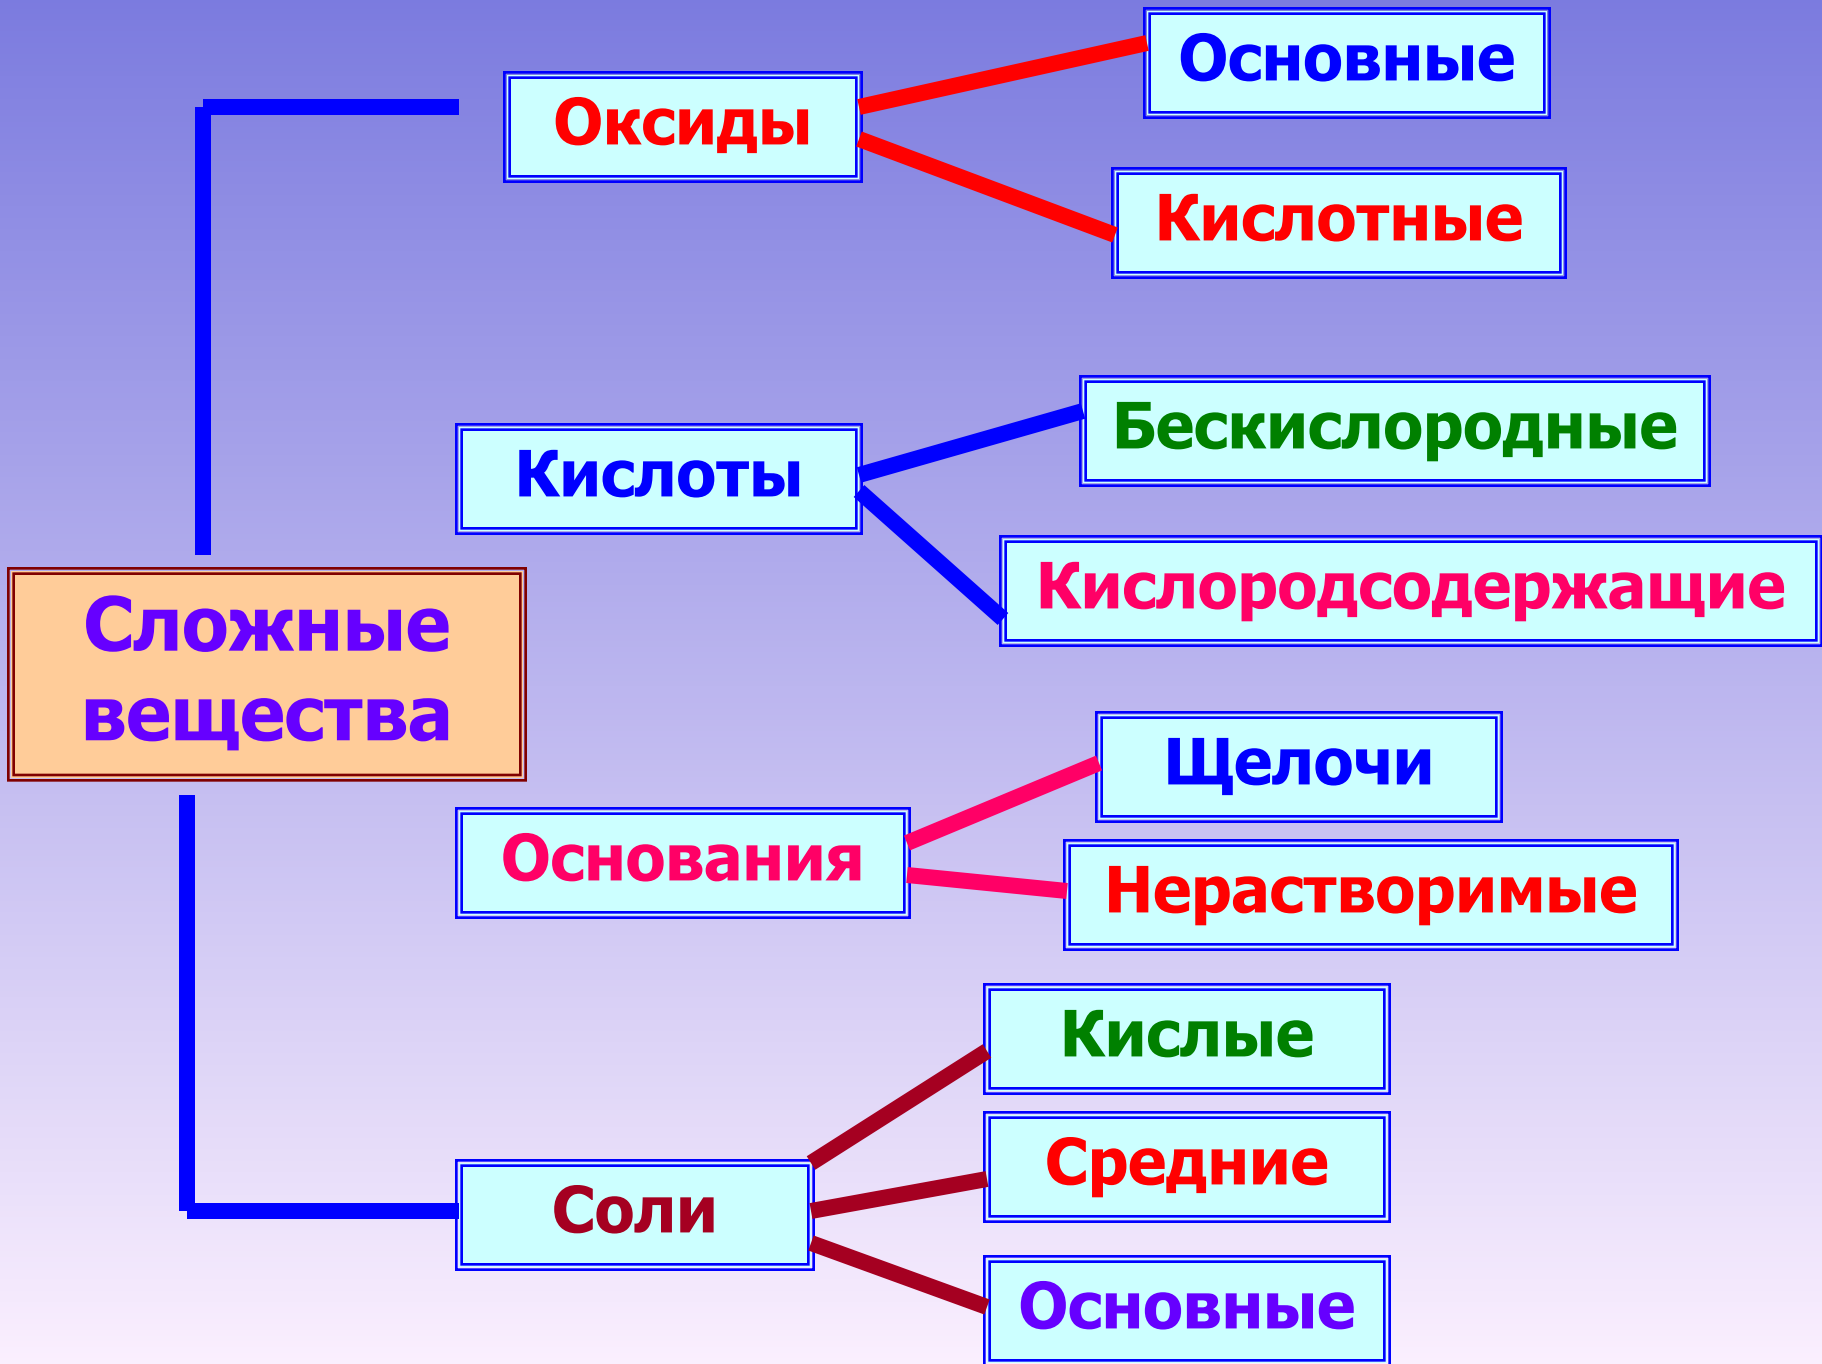 Основные
Оксиды
Кислотные
Бескислородные
Кислоты
Кислородсодержащие
Сложные
вещества
Щелочи
Основания
Нерастворимые
Кислые
Средние
Соли
Основные